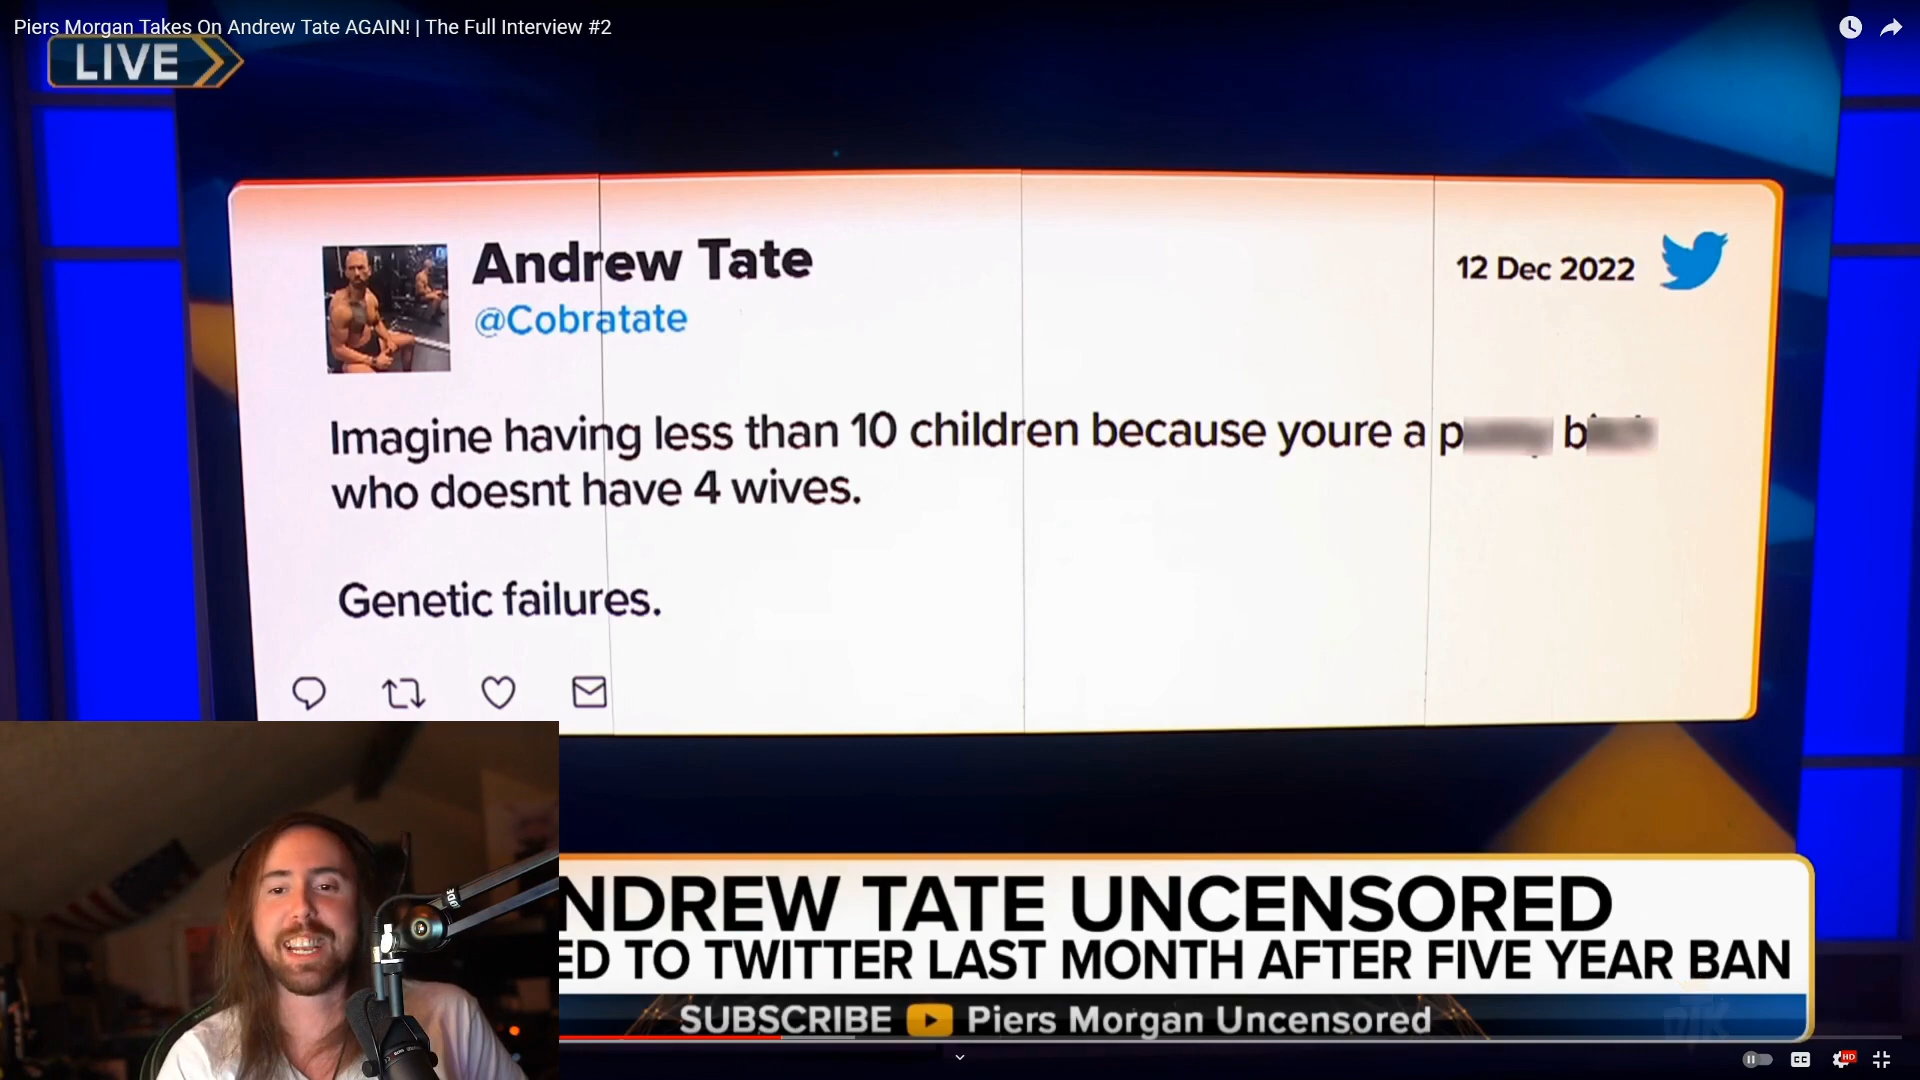 Piers Morgan Takes On Andrew Tate AGAIN! | The Full Interview #2
LIVE
Andrew Tate
@Cobratate
12 Dec 2022
Imagine having less than 10 children because youre a p b
who doesnt have 4 wives.
Genetic failures.
NDREW TATE UNCENSORED
ED TO TWITTER LAST MONTH AFTER FIVE YEAR BAN
SUBSCRIBE Piers Morgan Uncensored
CC
HD